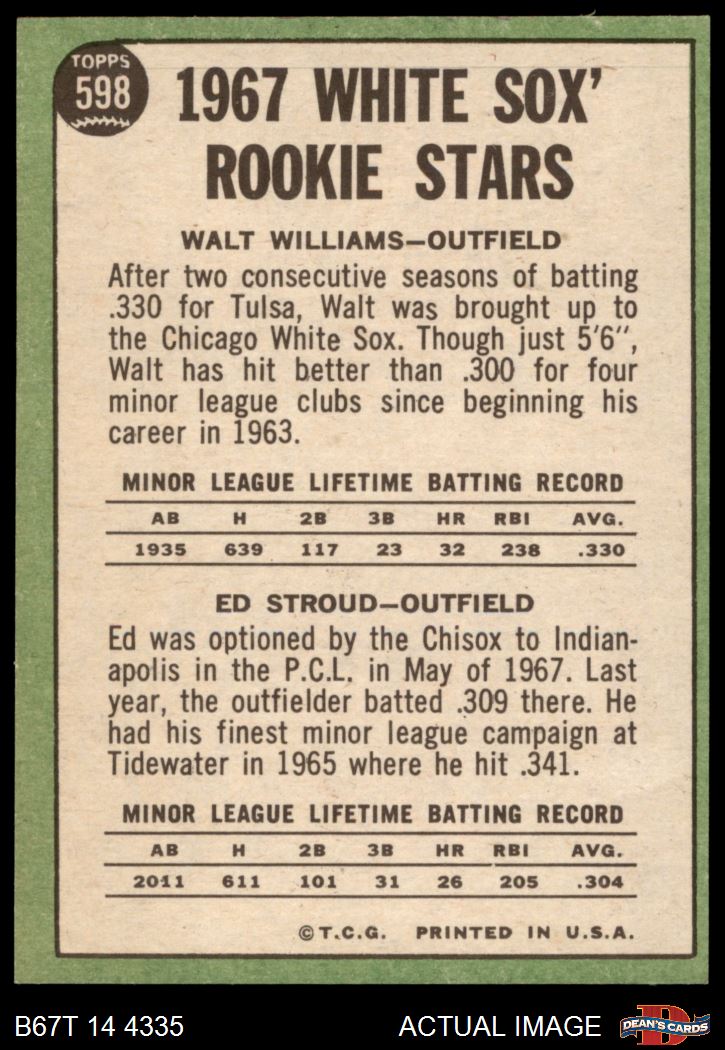 TOPPS
598
1967 WHITE SOX'
ROOKIE STARS
WALT WILLIAMS—OUTFIELD
After two consecutive seasons of batting
.330 for Tulsa, Walt was brought up to
the Chicago White Sox. Though just 5'6",
Walt has hit better than .300 for four
minor league clubs since beginning his
career in 1963.
MINOR LEAGUE LIFETIME BATTING RECORD
AB H 2B 3B HR RBI AVG.
1935 639 117 23 32 238 .330
ED STROUD—OUTFIELD
Ed was optioned by the Chisox to Indian-
apolis in the P.C.L. in May of 1967. Last
year, the outfielder batted .309 there. He
had his finest minor league campaign at
Tidewater in 1965 where he hit .341.
MINOR LEAGUE LIFETIME BATTING RECORD
AB H 2B 3B HR RBI AVG.
2011 611 101 31 26 205 .304
©T.C.G. PRINTED IN U.S.A.
B67T 14 4335 ACTUAL IMAGE
D
DEAN'S CARDS